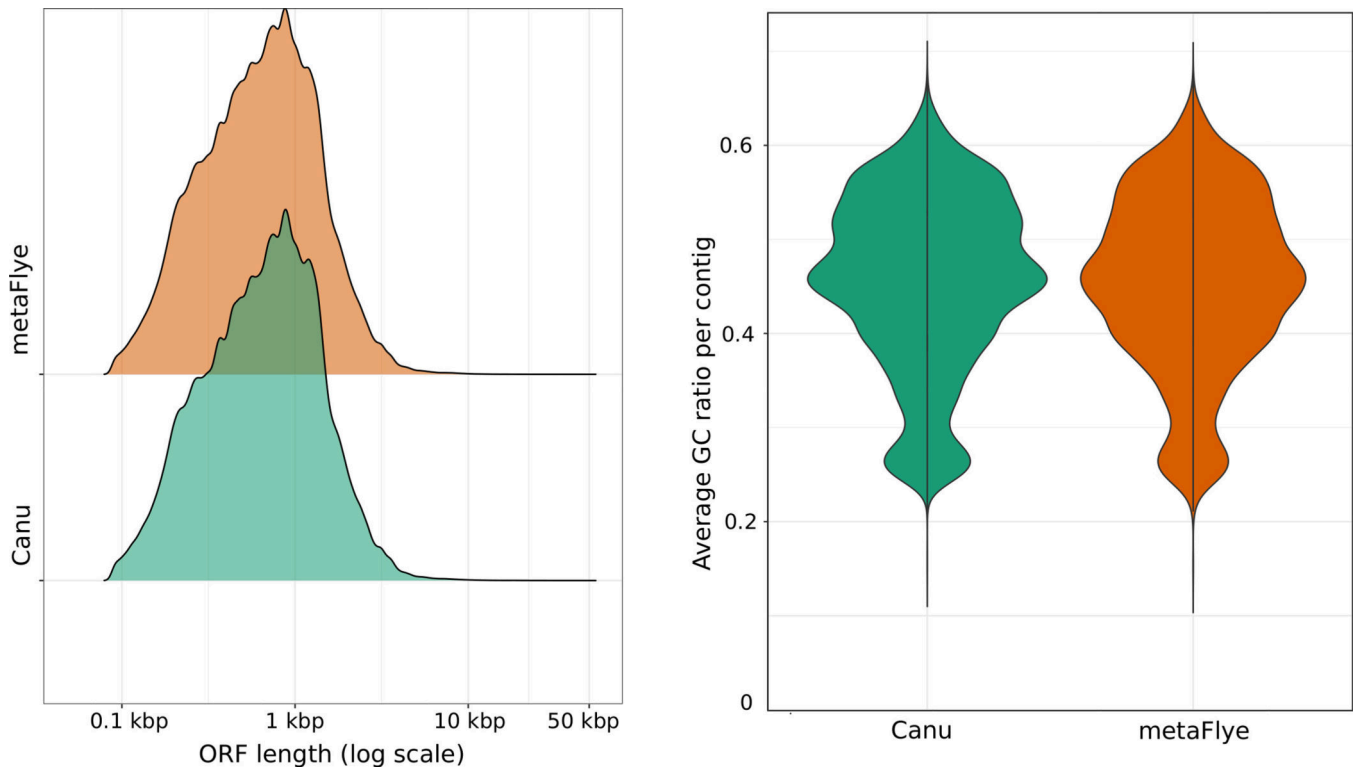 metaFlye
Canu
0.1 kbp
1 kbp
10 kbp
50 kbp
ORF length (log scale)
Average GC ratio per contig
0.6
0.4
0.2
0
Canu
metaFlye